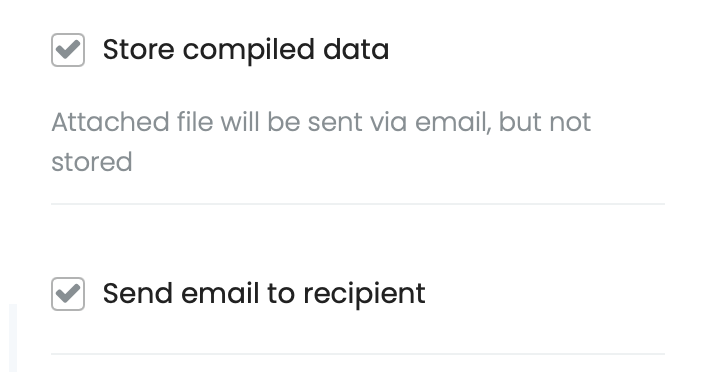 Store compiled data
Attached file will be sent via email, but not
stored
Send email to recipient